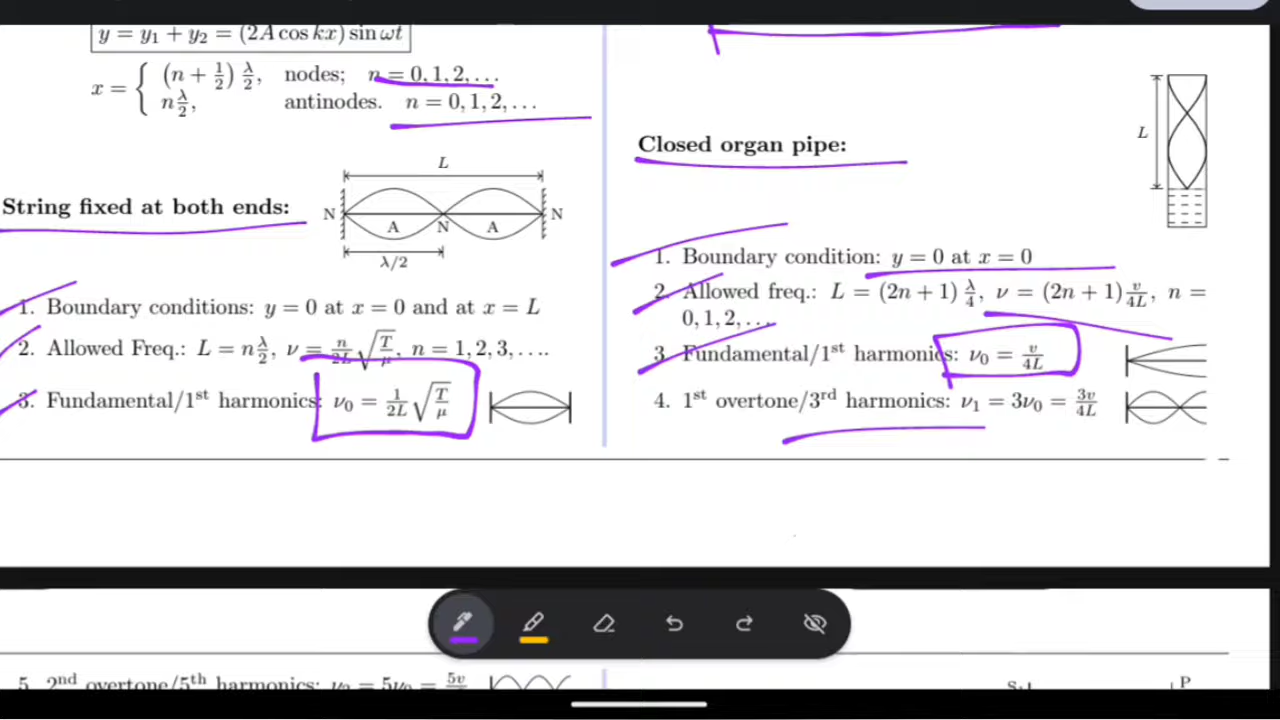 y = y₁ + y₂ = (2A cos kx) sin ωt
x = { (n + 1/2) λ/2, nodes; n = 0, 1, 2, . . .
nλ/2, antinodes. n = 0, 1, 2, . . .
String fixed at both ends:
L
N A N A N
λ/2
1. Boundary conditions: y = 0 at x = 0 and at x = L
2. Allowed Freq.: L = nλ/2, ν = n/2L √T/μ, n = 1, 2, 3, . . . .
3. Fundamental/1st harmonics: ν₀ = 1/2L √T/μ
Closed organ pipe:
L
1. Boundary condition: y = 0 at x = 0
2. Allowed freq.: L = (2n + 1) λ/4, ν = (2n + 1) v/4L, n =
0, 1, 2, . . .
3. Fundamental/1st harmonics: ν₀ = v/4L
4. 1st overtone/3rd harmonics: ν₁ = 3ν₀ = 3v/4L
5. 2nd overtone/5th harmonics: ν₂ = 5ν₀ = 5v
P